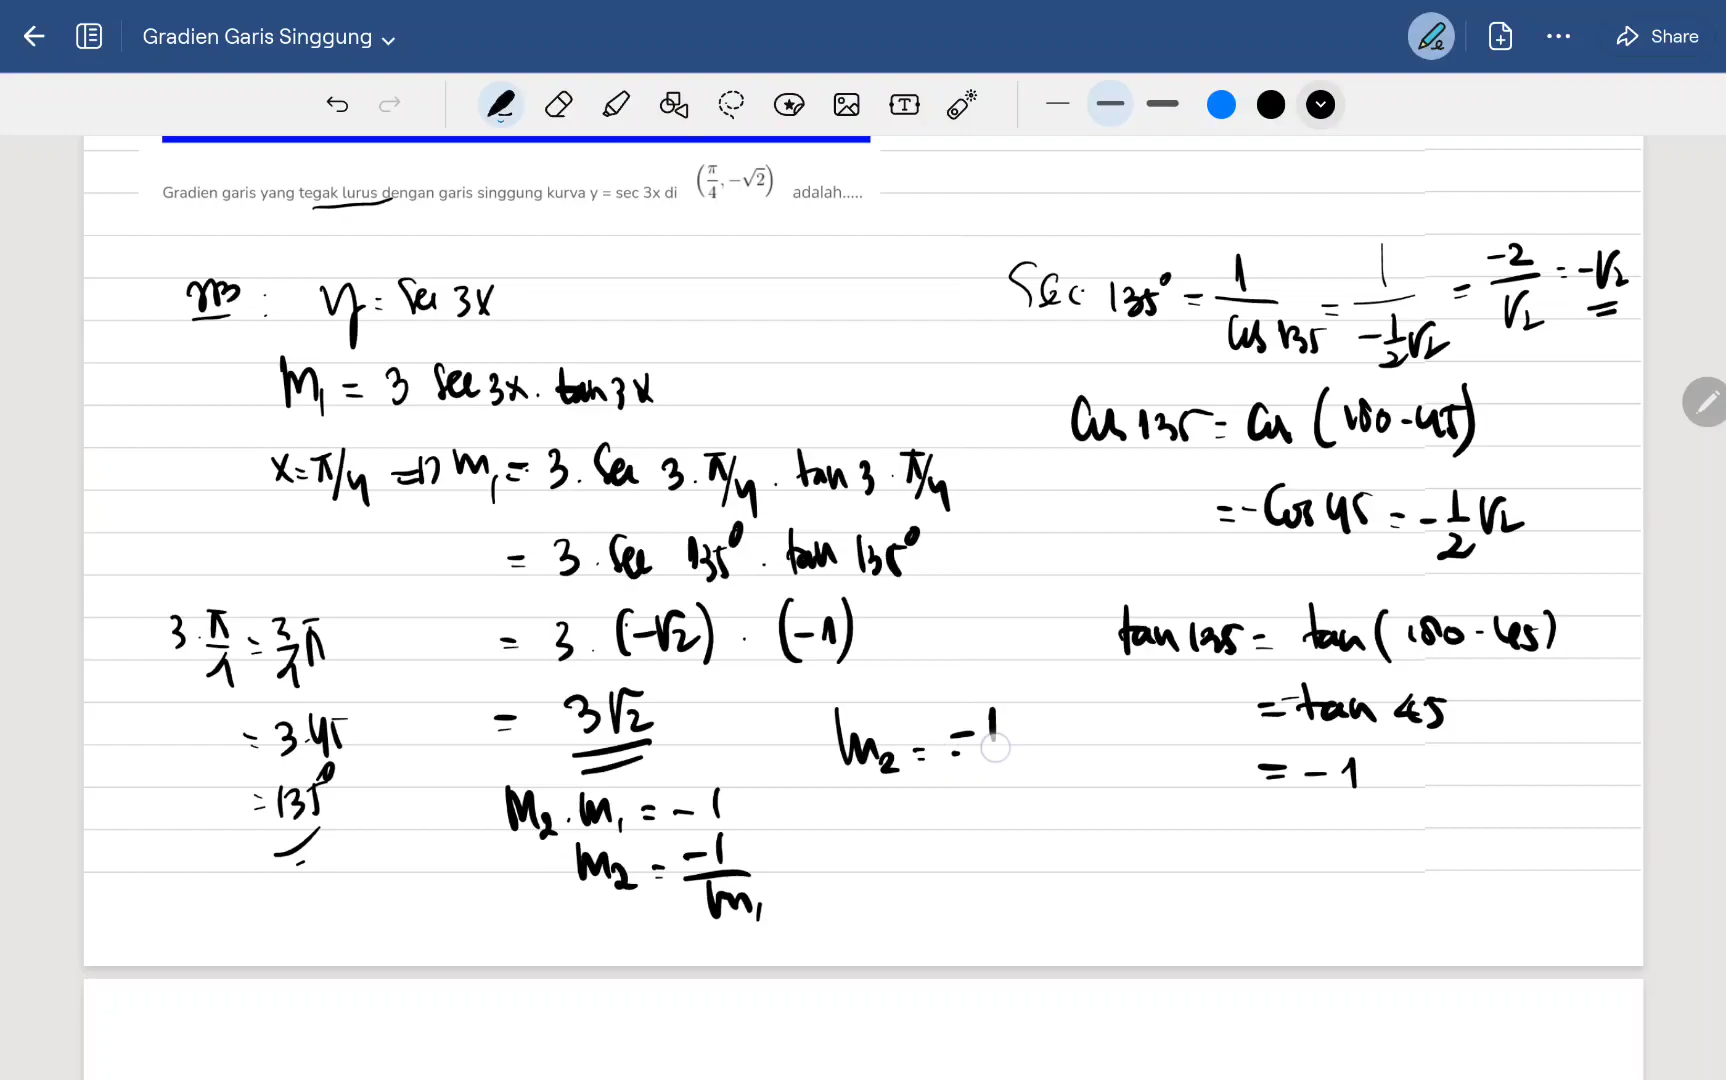 Gradien Garis Singgung
Share
Gradien garis yang tegak lurus dengan garis singgung kurva y = sec 3x di (π/4, -√2) adalah.....
: y = Sec 3x
m₁ = 3 Sec 3x . tan 3x
x = π/4 => m₁ = 3 . Sec 3 . π/4 . tan 3 . π/4
= 3 . Sec 135° . tan 135°
= 3 . (-√2) . (-1)
= 3√2
m₂ . m₁ = -1
m₂ = -1/m₁
3 . π/4 = 3/4 π
= 3.45
= 135°
m₂ = -1
Sec 135° = 1/Cos 135 = 1/(-1/2 √2) = -2/√2 = -√2
Cos 135 = Cos (180 - 45)
= -Cos 45 = -1/2 √2
tan 135 = tan (180 - 45)
= -tan 45
= -1